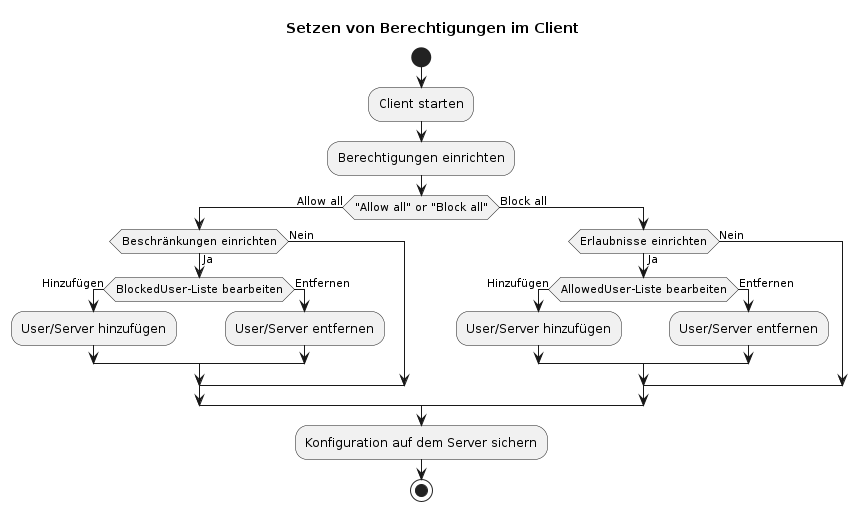 Setzen von Berechtigungen im Client
Client starten
Berechtigungen einrichten
Allow all
"Allow all" or "Block all"
Block all
Beschränkungen einrichten
Nein
Ja
Erlaubnisse einrichten
Nein
Ja
Hinzufügen
BlockedUser-Liste bearbeiten
Entfernen
Hinzufügen
AllowedUser-Liste bearbeiten
Entfernen
User/Server hinzufügen
User/Server entfernen
User/Server hinzufügen
User/Server entfernen
Konfiguration auf dem Server sichern